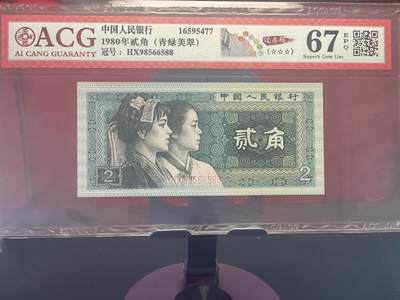 ACG
AI CANG GUARANTY
中国人民银行 16595477
1980年贰角（青绿美翠）
冠号：HX98566588
(☆☆☆)
67 EPQ
Superb Gem Unc
中国人民银行
贰角
HX98566588
2 2